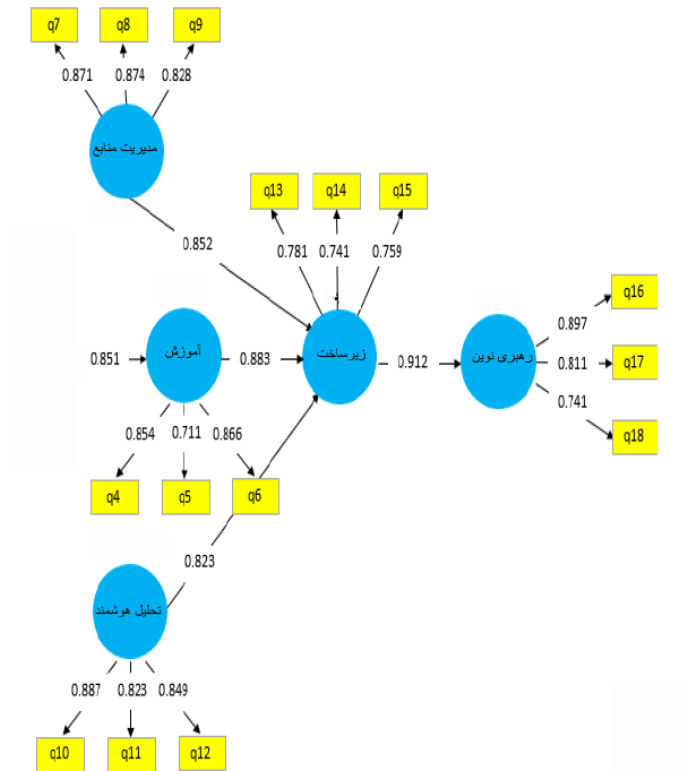 q7 q8 q9
0.871 0.874 0.828
مدیریت منابع
q13 q14 q15
0.852
0.781 0.741 0.759
q16
0.897
0.851 آموزش 0.883 زیرساخت 0.912 رهبری نوین 0.811 q17
0.741
0.854 0.711 0.866
q18
q4 q5 q6
0.823
تحلیل هوشمند
0.887 0.823 0.849
q10 q11 q12